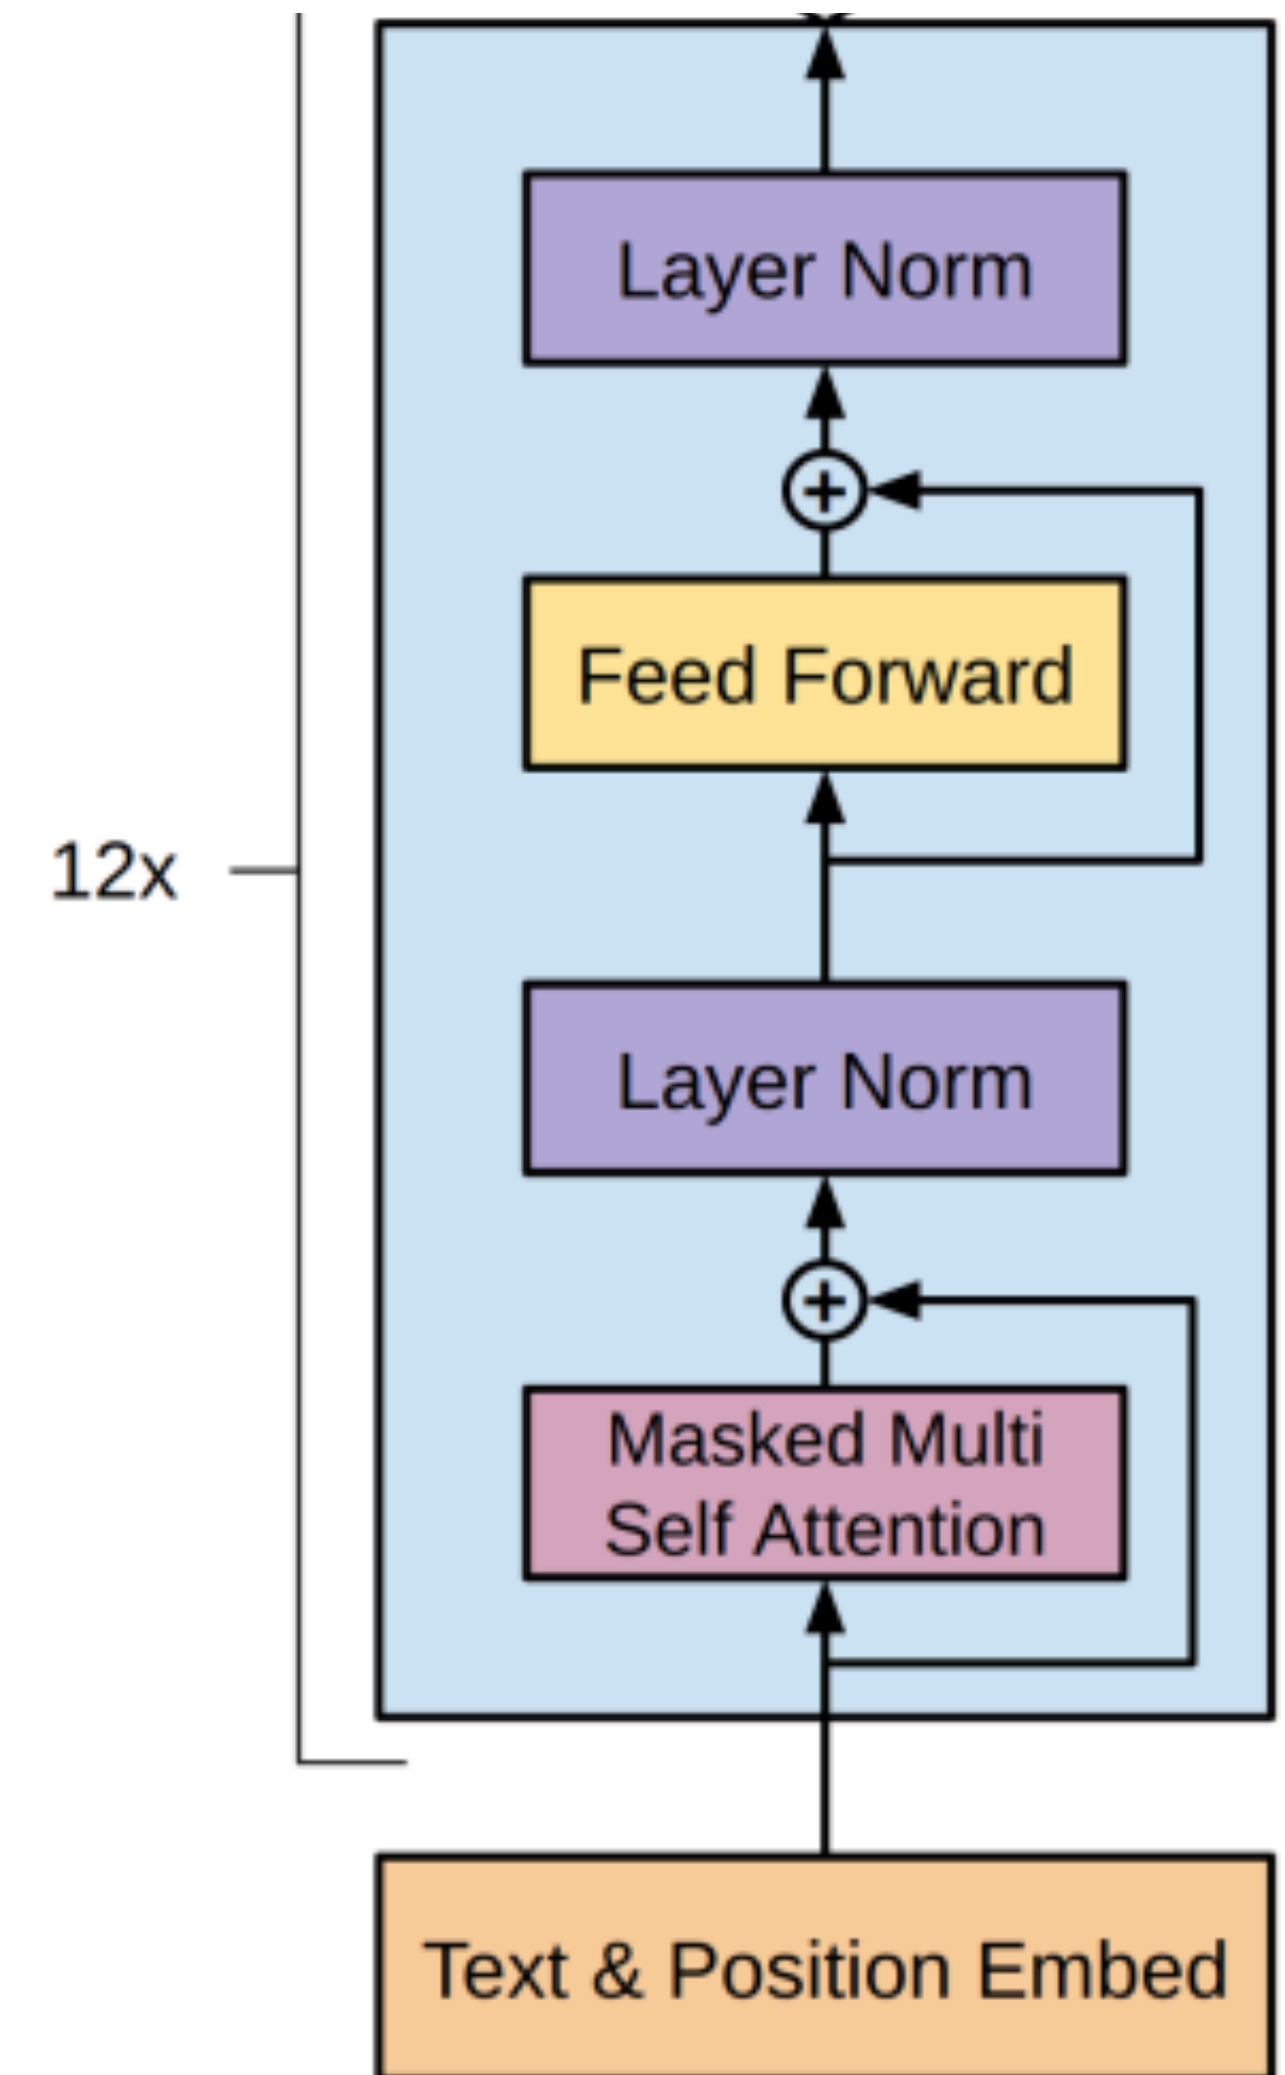 Layer Norm
+
Feed Forward
12x
Layer Norm
+
Masked Multi
Self Attention
Text & Position Embed